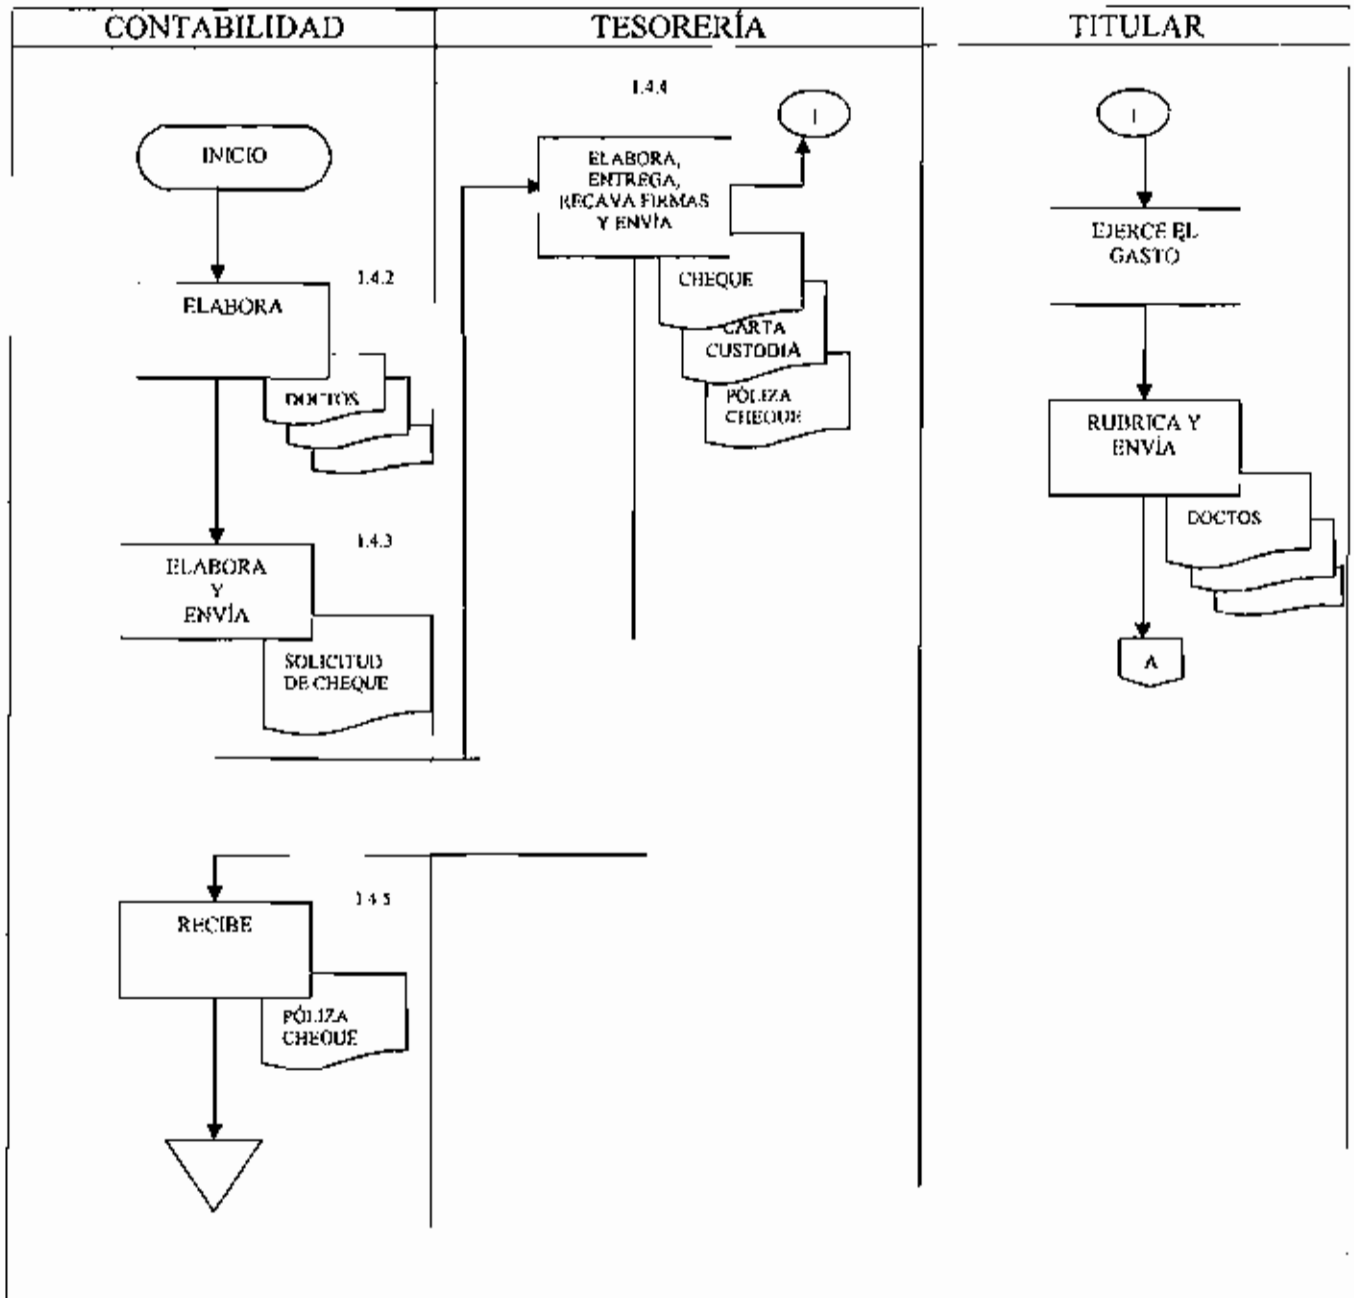 CONTABILIDAD
TESORERÍA
TITULAR
INICIO
1.4.2
ELABORA
DOCTOS
1.4.3
ELABORA
Y
ENVÍA
SOLICITUD
DE CHEQUE
1.4.5
RECIBE
PÓLIZA
CHEQUE
1.4.4
1
ELABORA,
ENTREGA,
RECAVA FIRMAS
Y ENVÍA
CHEQUE
CARTA
CUSTODIA
PÓLIZA
CHEQUE
1
EJERCE EL
GASTO
RUBRICA Y
ENVÍA
DOCTOS
A